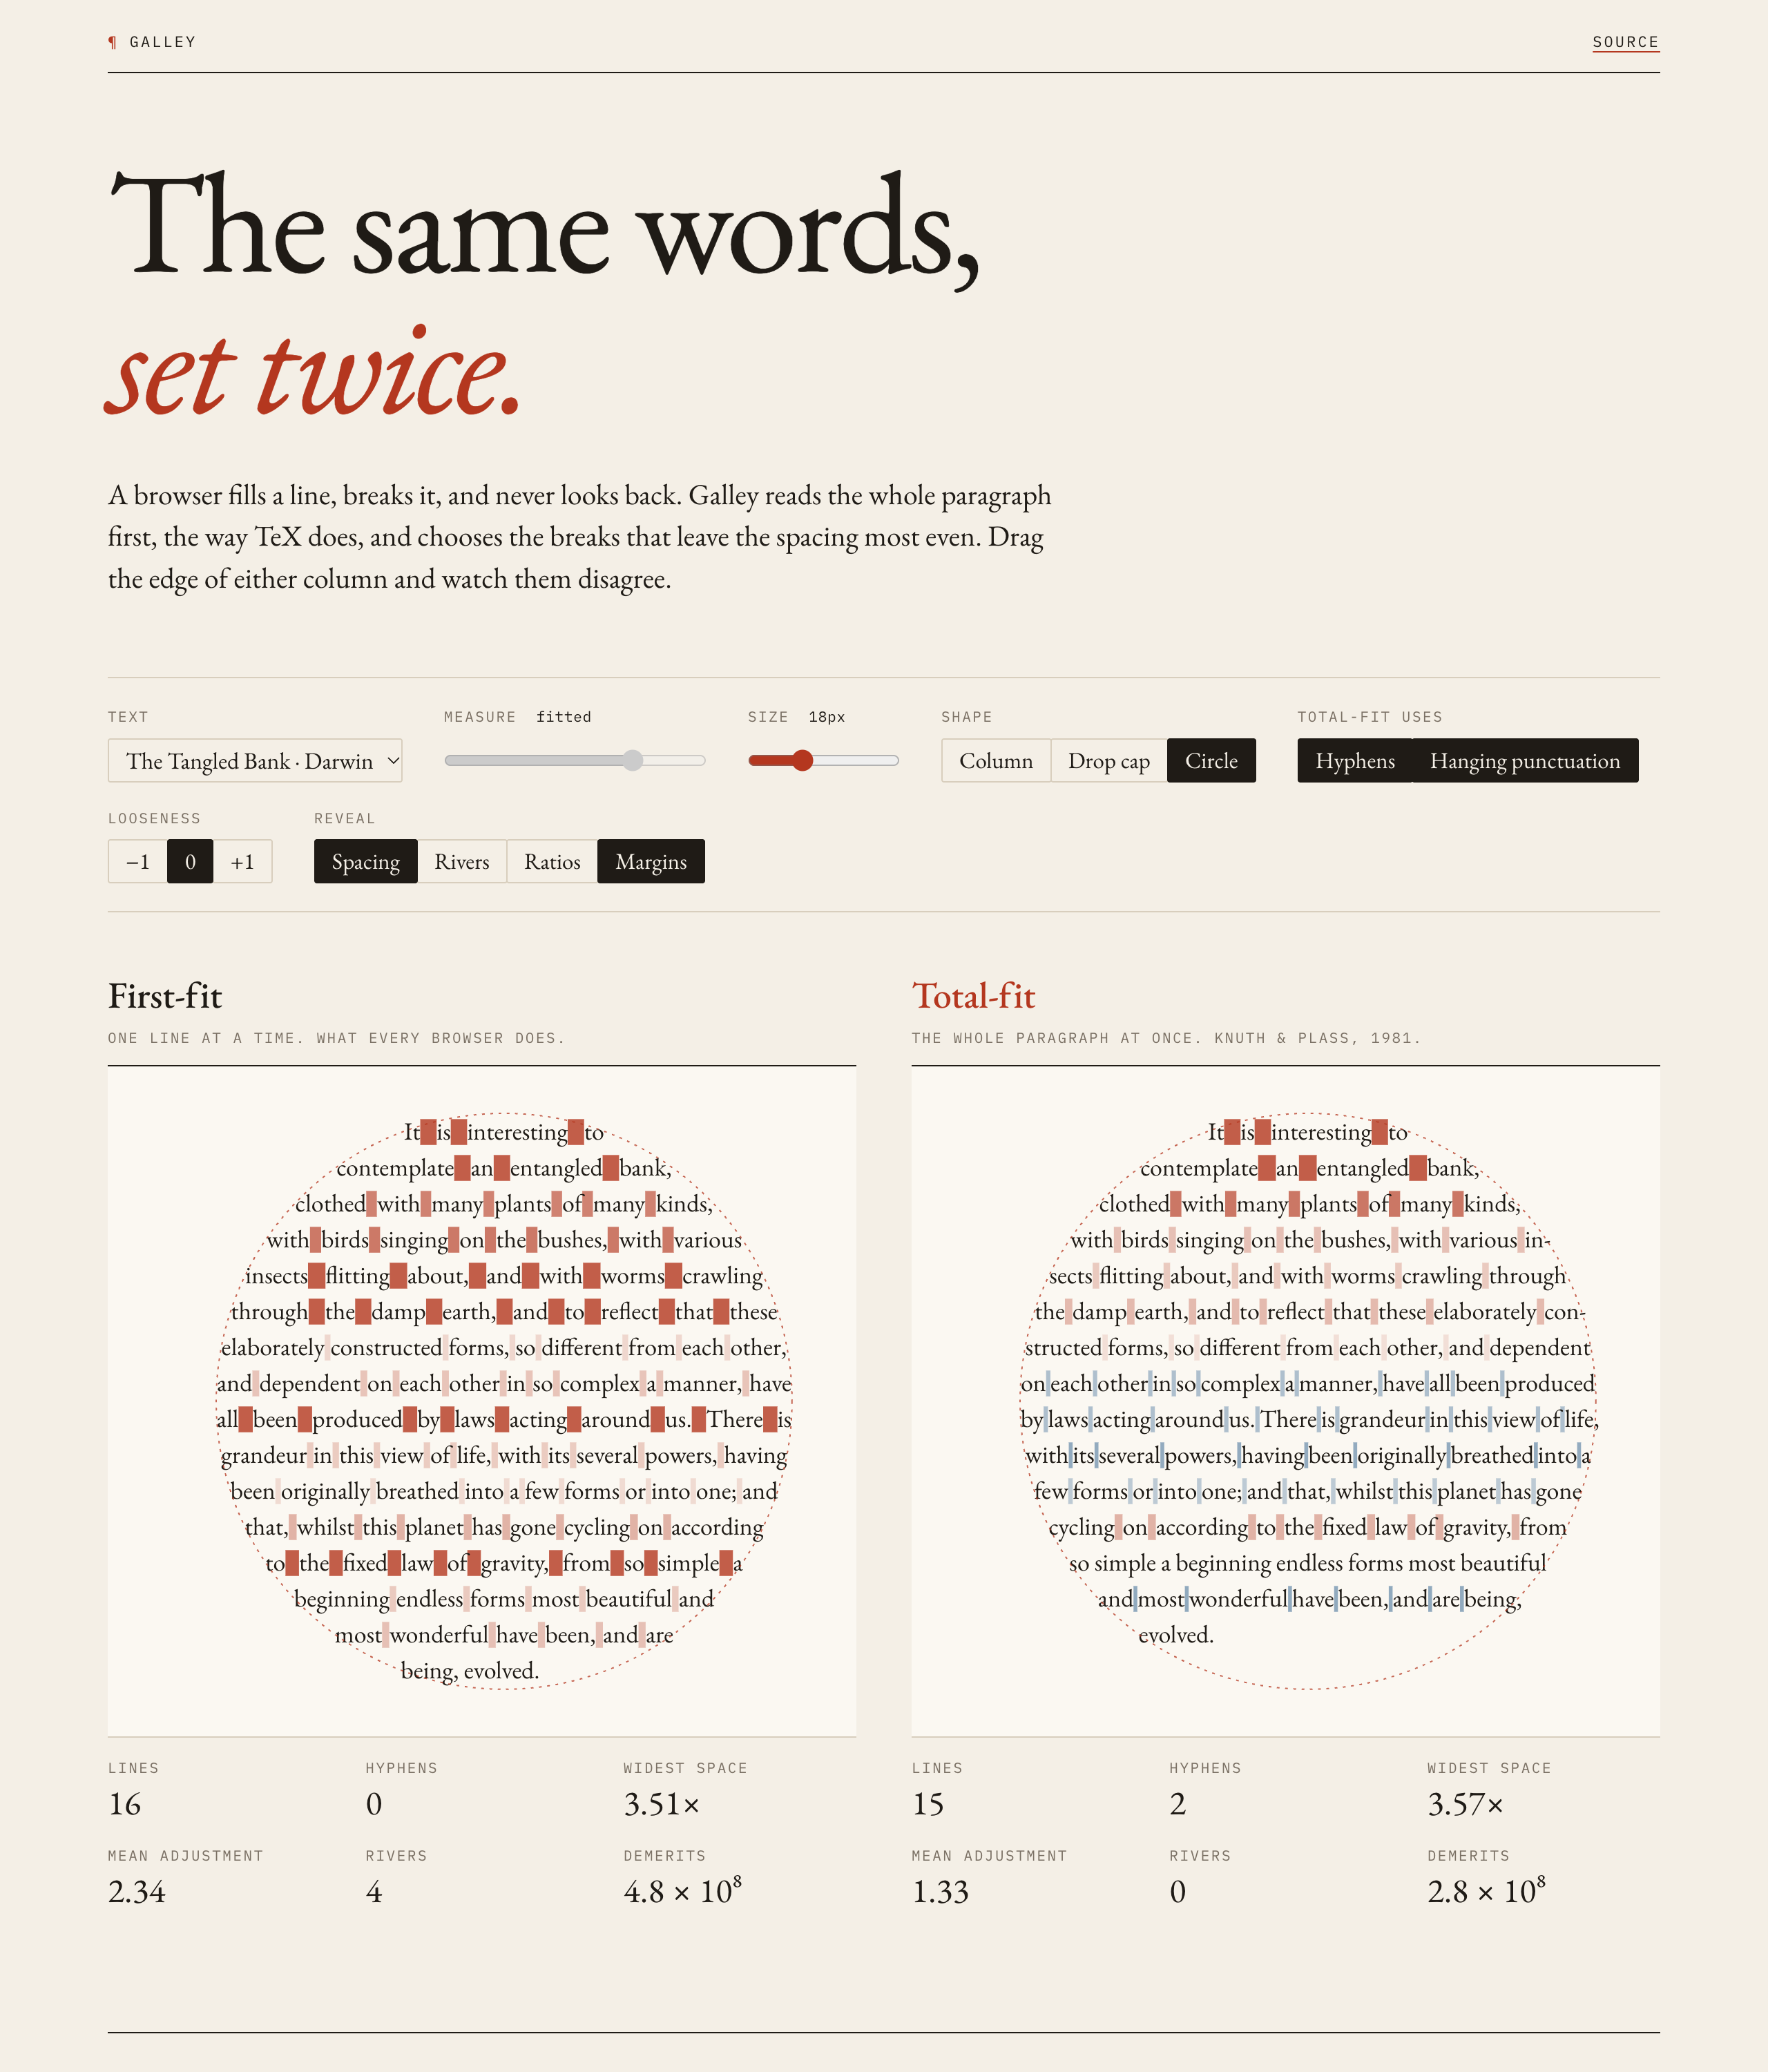 ¶ GALLEY
SOURCE
The same words,
set twice.
A browser fills a line, breaks it, and never looks back. Galley reads the whole paragraph
first, the way TeX does, and chooses the breaks that leave the spacing most even. Drag
the edge of either column and watch them disagree.
TEXT
The Tangled Bank · Darwin
MEASURE fitted
SIZE 18px
SHAPE
Column Drop cap Circle
TOTAL-FIT USES
Hyphens Hanging punctuation
LOOSENESS
−1 0 +1
REVEAL
Spacing Rivers Ratios Margins
First-fit
ONE LINE AT A TIME. WHAT EVERY BROWSER DOES.
It is interesting to
contemplate an entangled bank,
clothed with many plants of many kinds,
with birds singing on the bushes, with various
insects flitting about, and with worms crawling
through the damp earth, and to reflect that these
elaborately constructed forms, so different from each other,
and dependent on each other in so complex a manner, have
all been produced by laws acting around us. There is
grandeur in this view of life, with its several powers, having
been originally breathed into a few forms or into one; and
that, whilst this planet has gone cycling on according
to the fixed law of gravity, from so simple a
beginning endless forms most beautiful and
most wonderful have been, and are
being, evolved.
LINES
16
HYPHENS
0
WIDEST SPACE
3.51×
MEAN ADJUSTMENT
2.34
RIVERS
4
DEMERITS
4.8 × 10⁸
Total-fit
THE WHOLE PARAGRAPH AT ONCE. KNUTH & PLASS, 1981.
It is interesting to
contemplate an entangled bank,
clothed with many plants of many kinds,
with birds singing on the bushes, with various in-
sects flitting about, and with worms crawling through
the damp earth, and to reflect that these elaborately con-
structed forms, so different from each other, and dependent
on each other in so complex a manner, have all been produced
by laws acting around us. There is grandeur in this view of life,
with its several powers, having been originally breathed into a
few forms or into one; and that, whilst this planet has gone
cycling on according to the fixed law of gravity, from
so simple a beginning endless forms most beautiful
and most wonderful have been, and are being,
evolved.
LINES
15
HYPHENS
2
WIDEST SPACE
3.57×
MEAN ADJUSTMENT
1.33
RIVERS
0
DEMERITS
2.8 × 10⁸